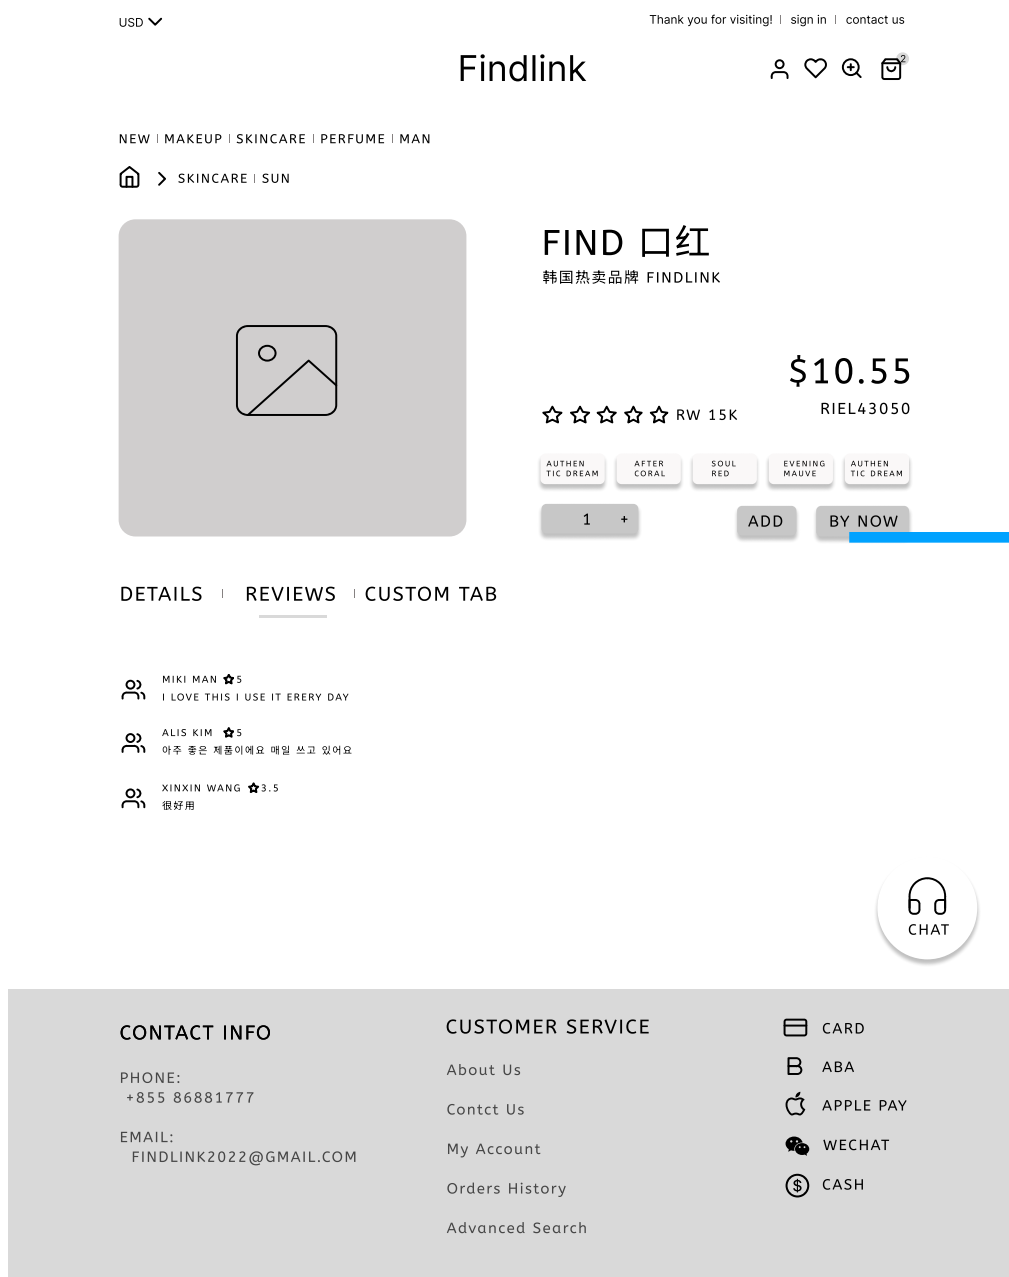 USD
Thank you for visiting! sign in contact us
Findlink
2
NEW MAKEUP SKINCARE PERFUME MAN
SKINCARE SUN
FIND 口红
韩国热卖品牌 FINDLINK
$10.55
RIEL43050
RW 15K
AUTHEN
TIC DREAM
AFTER
CORAL
SOUL
RED
EVENING
MAUVE
AUTHEN
TIC DREAM
1 +
ADD
BY NOW
DETAILS REVIEWS CUSTOM TAB
MIKI MAN 5
I LOVE THIS I USE IT ERERY DAY
ALIS KIM 5
아주 좋은 제품이에요 매일 쓰고 있어요
XINXIN WANG 3.5
很好用
CHAT
CONTACT INFO
PHONE:
+855 86881777
EMAIL:
FINDLINK2022@GMAIL.COM
CUSTOMER SERVICE
About Us
Contct Us
My Account
Orders History
Advanced Search
CARD
ABA
APPLE PAY
WECHAT
CASH